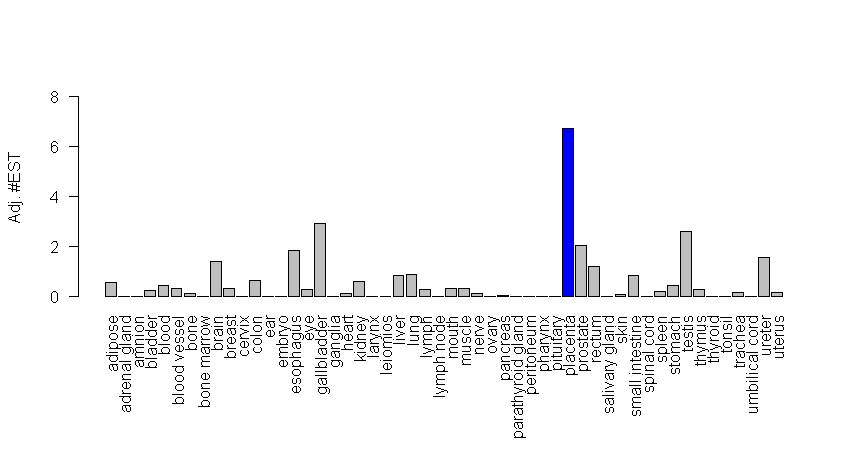 Adj. #EST
8
6
4
2
0
adipose
adrenal gland
amnion
bladder
blood
blood vessel
bone
bone marrow
brain
breast
cervix
colon
ear
embryo
esophagus
eye
gallbladder
ganglia
heart
kidney
larynx
leiomios
liver
lung
lymph
lymph node
mouth
muscle
nerve
ovary
pancreas
parathyroid gland
peritoneum
pharynx
pituitary
placenta
prostate
rectum
salivary gland
skin
small intestine
spinal cord
spleen
stomach
testis
thymus
thyroid
tonsil
trachea
umbilical cord
ureter
uterus